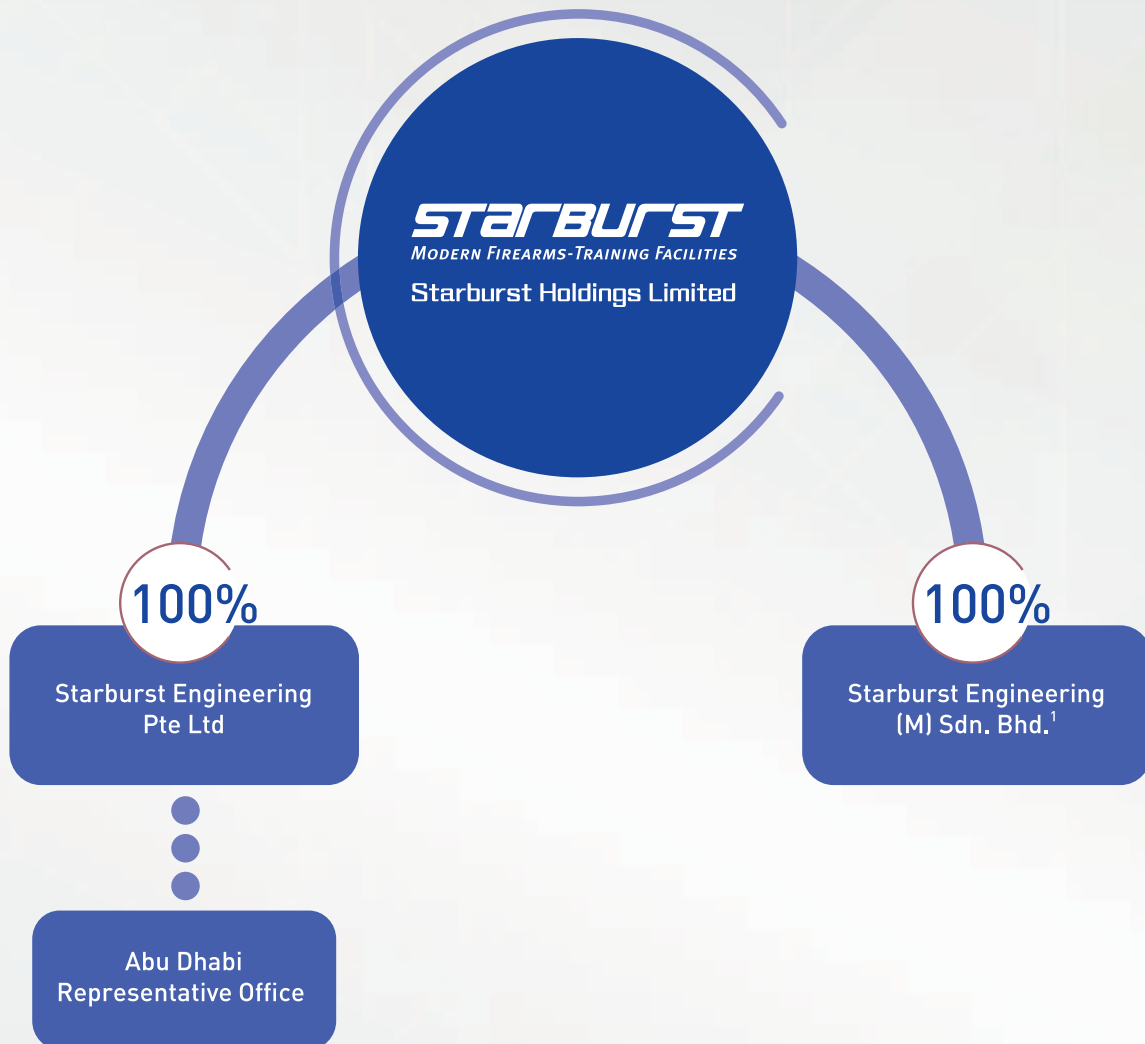 STARBURST
MODERN FIREARMS-TRAINING FACILITIES
Starburst Holdings Limited
100%
Starburst Engineering
Pte Ltd
Abu Dhabi
Representative Office
100%
Starburst Engineering
(M) Sdn. Bhd.¹